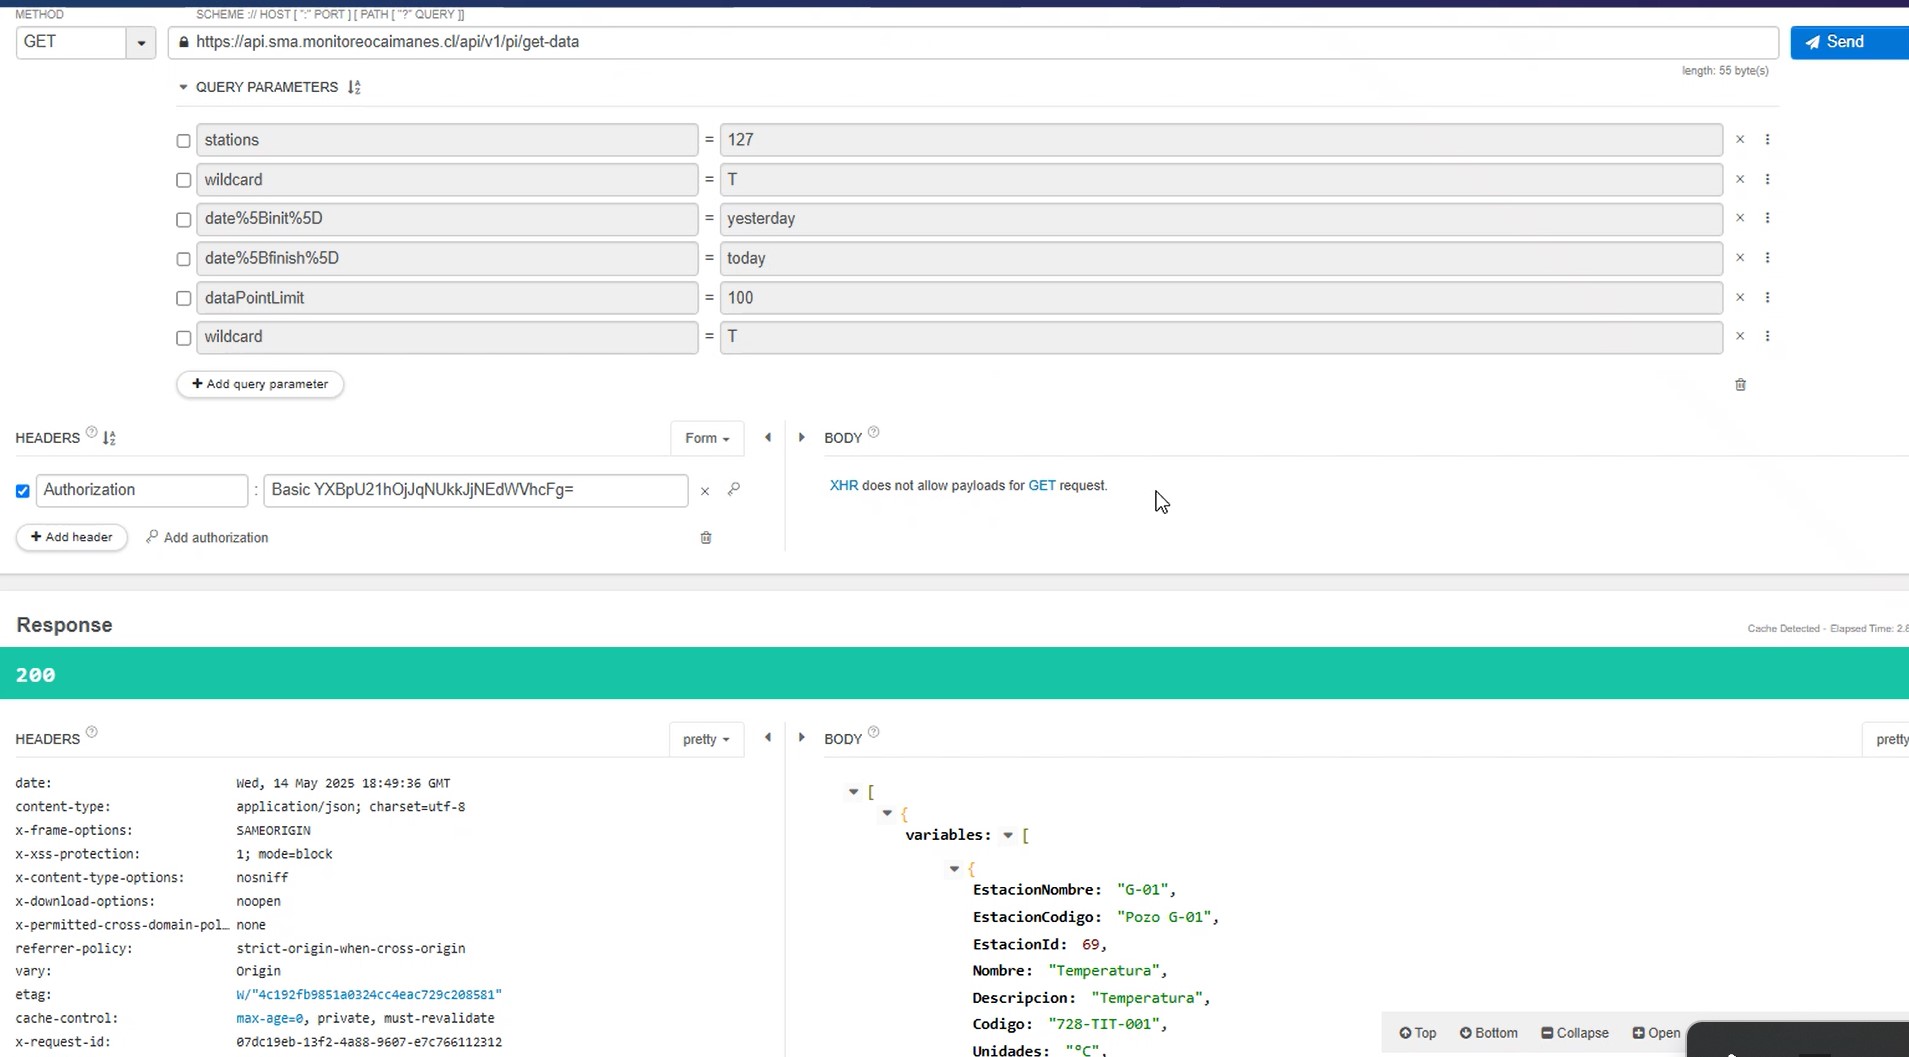 METHOD
SCHEME :// HOST [ ":" PORT ] [ PATH [ "?" QUERY ]]
GET
https://api.sma.monitoreocaimanes.cl/api/v1/pi/get-data
Send
length: 55 byte(s)
QUERY PARAMETERS
stations = 127
wildcard = T
date%5Binit%5D = yesterday
date%5Bfinish%5D = today
dataPointLimit = 100
wildcard = T
+ Add query parameter
HEADERS
Form
BODY
Authorization : Basic YXBpU21hOjJqNUkkJjNEdWVhcFg=
XHR does not allow payloads for GET request.
+ Add header
Add authorization
Response
Cache Detected - Elapsed Time: 2.8
200
HEADERS
pretty
BODY
pretty
date: Wed, 14 May 2025 18:49:36 GMT
content-type: application/json; charset=utf-8
x-frame-options: SAMEORIGIN
x-xss-protection: 1; mode=block
x-content-type-options: nosniff
x-download-options: noopen
x-permitted-cross-domain-pol… none
referrer-policy: strict-origin-when-cross-origin
vary: Origin
etag: W/"4c192fb9851a0324cc4eac729c208581"
cache-control: max-age=0, private, must-revalidate
x-request-id: 07dc19eb-13f2-4a88-9607-e7c766112312
[
{
variables: [
{
EstacionNombre: "G-01",
EstacionCodigo: "Pozo G-01",
EstacionId: 69,
Nombre: "Temperatura",
Descripcion: "Temperatura",
Codigo: "728-TIT-001",
Unidades: "°C",
Top
Bottom
Collapse
Open